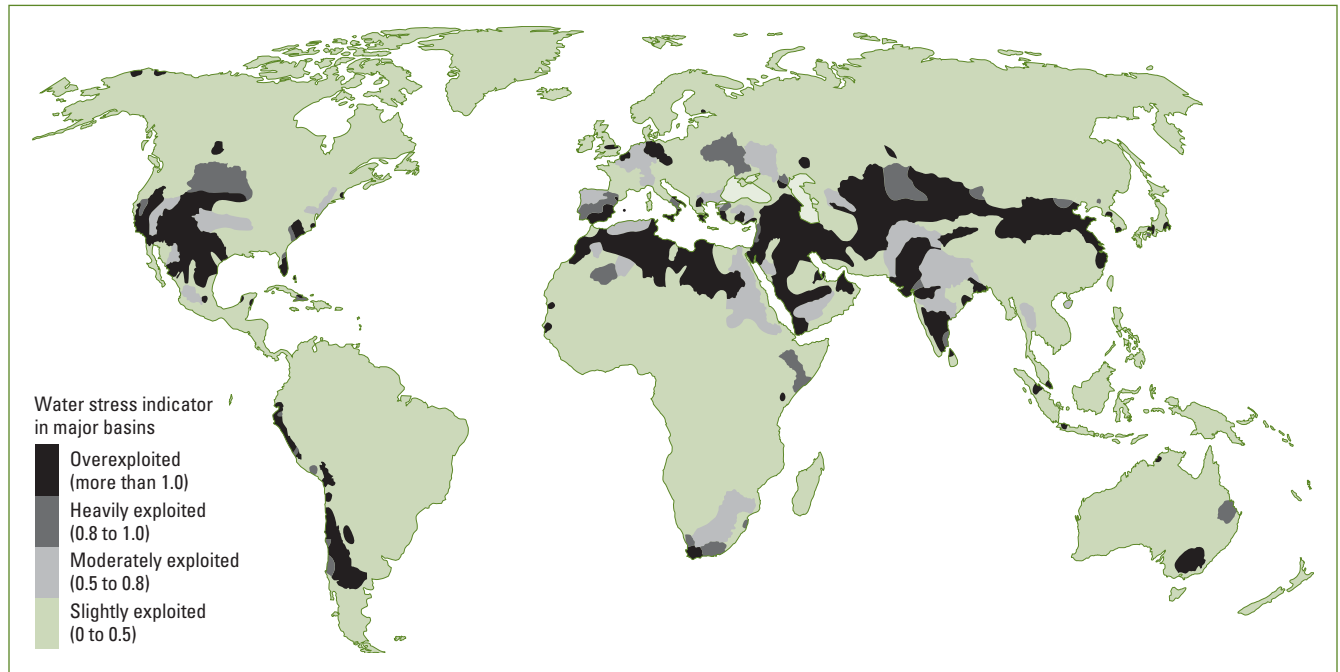 Water stress indicator
in major basins
Overexploited
(more than 1.0)
Heavily exploited
(0.8 to 1.0)
Moderately exploited
(0.5 to 0.8)
Slightly exploited
(0 to 0.5)